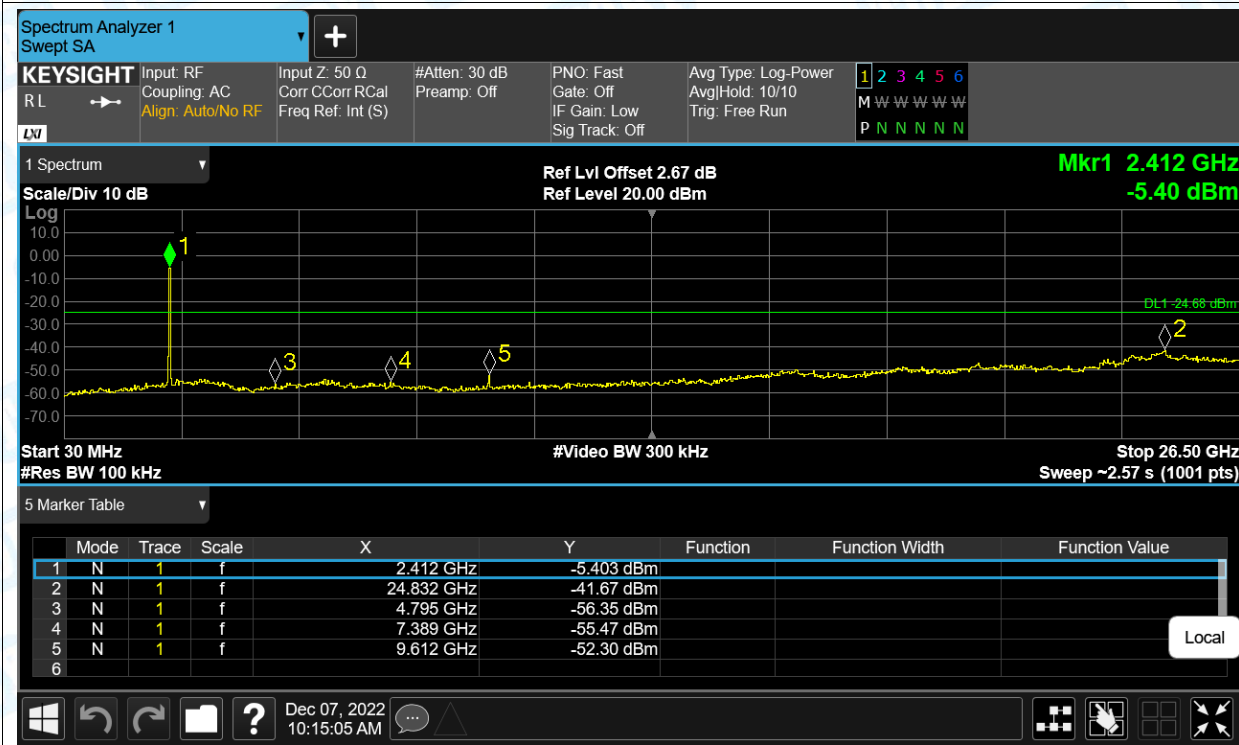 Spectrum Analyzer 1
Swept SA
KEYSIGHT Input: RF Input Z: 50 Ω #Atten: 30 dB PNO: Fast Avg Type: Log-Power 1 2 3 4 5 6
R L Coupling: AC Corr CCorr RCal Preamp: Off Gate: Off Avg|Hold: 10/10 M W W W W W
Align: Auto/No RF Freq Ref: Int (S) IF Gain: Low Trig: Free Run
LXI Sig Track: Off P N N N N N
1 Spectrum Ref Lvl Offset 2.67 dB Mkr1 2.412 GHz
Scale/Div 10 dB Ref Level 20.00 dBm -5.40 dBm
Log
10.0
1
0.00
-10.0
-20.0 DL1 -24.68 dBm
-30.0
2
-40.0
3 4 5
-50.0
-60.0
-70.0
Start 30 MHz #Video BW 300 kHz Stop 26.50 GHz
#Res BW 100 kHz Sweep ~2.57 s (1001 pts)
5 Marker Table
Mode Trace Scale X Y Function Function Width Function Value
1 N 1 f 2.412 GHz -5.403 dBm
2 N 1 f 24.832 GHz -41.67 dBm
3 N 1 f 4.795 GHz -56.35 dBm
4 N 1 f 7.389 GHz -55.47 dBm
5 N 1 f 9.612 GHz -52.30 dBm
6
Local
? Dec 07, 2022
10:15:05 AM